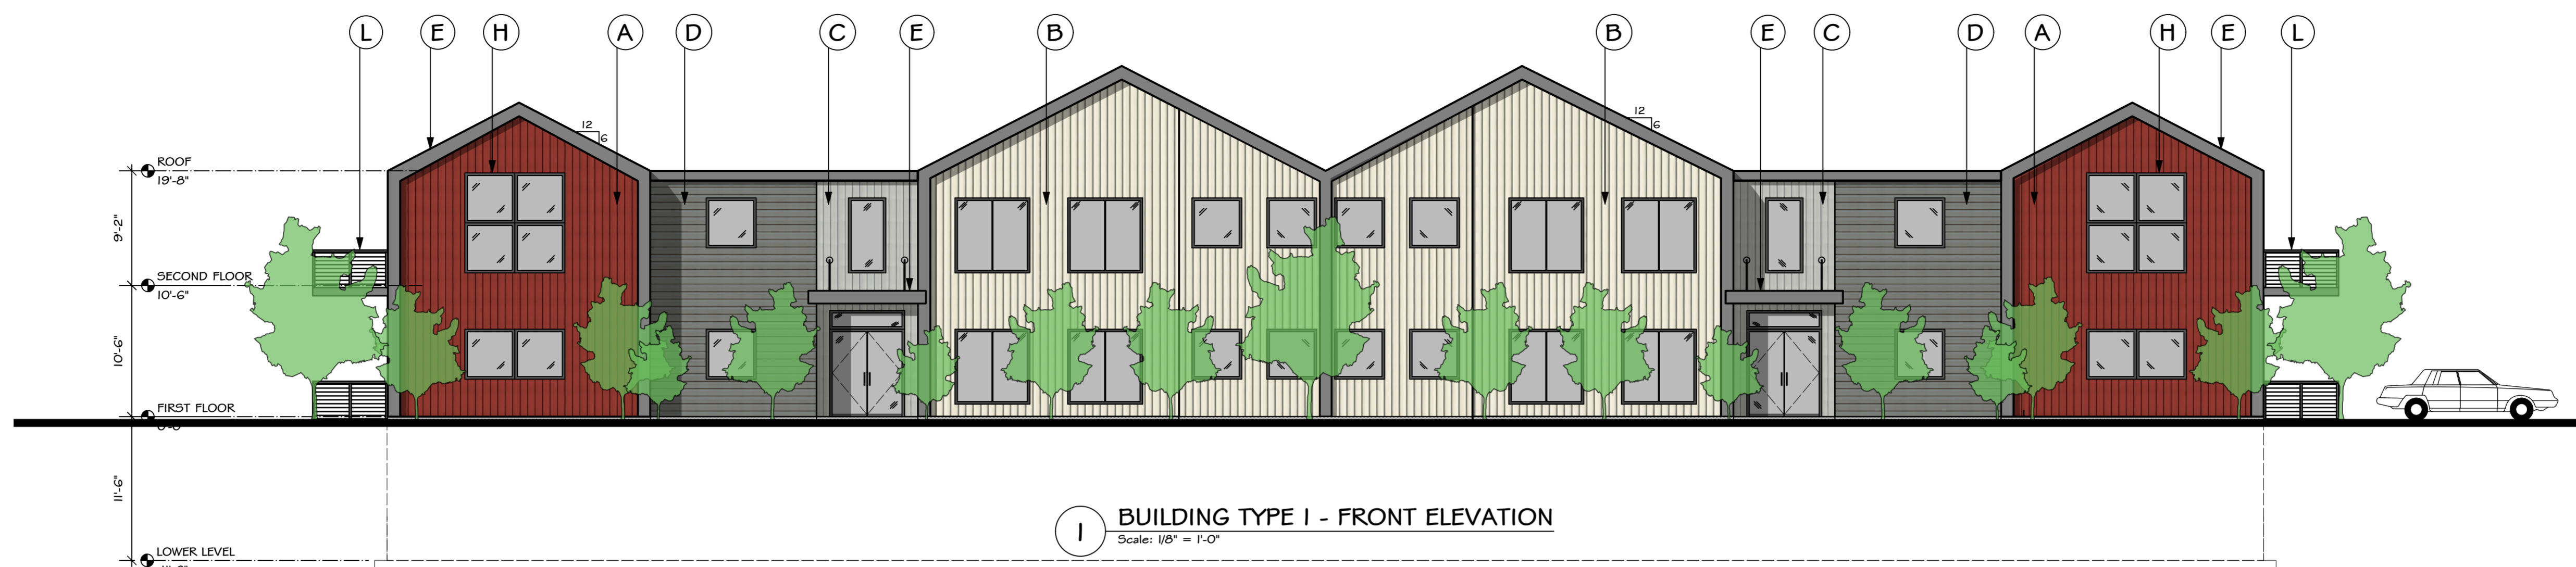 L E H A D C E B B E C D A H E L
12
6
12
6
ROOF
19'-8"
9'-2"
SECOND FLOOR
10'-6"
10'-6"
FIRST FLOOR
11'-6"
1 BUILDING TYPE 1 - FRONT ELEVATION
Scale: 1/8" = 1'-0"
LOWER LEVEL